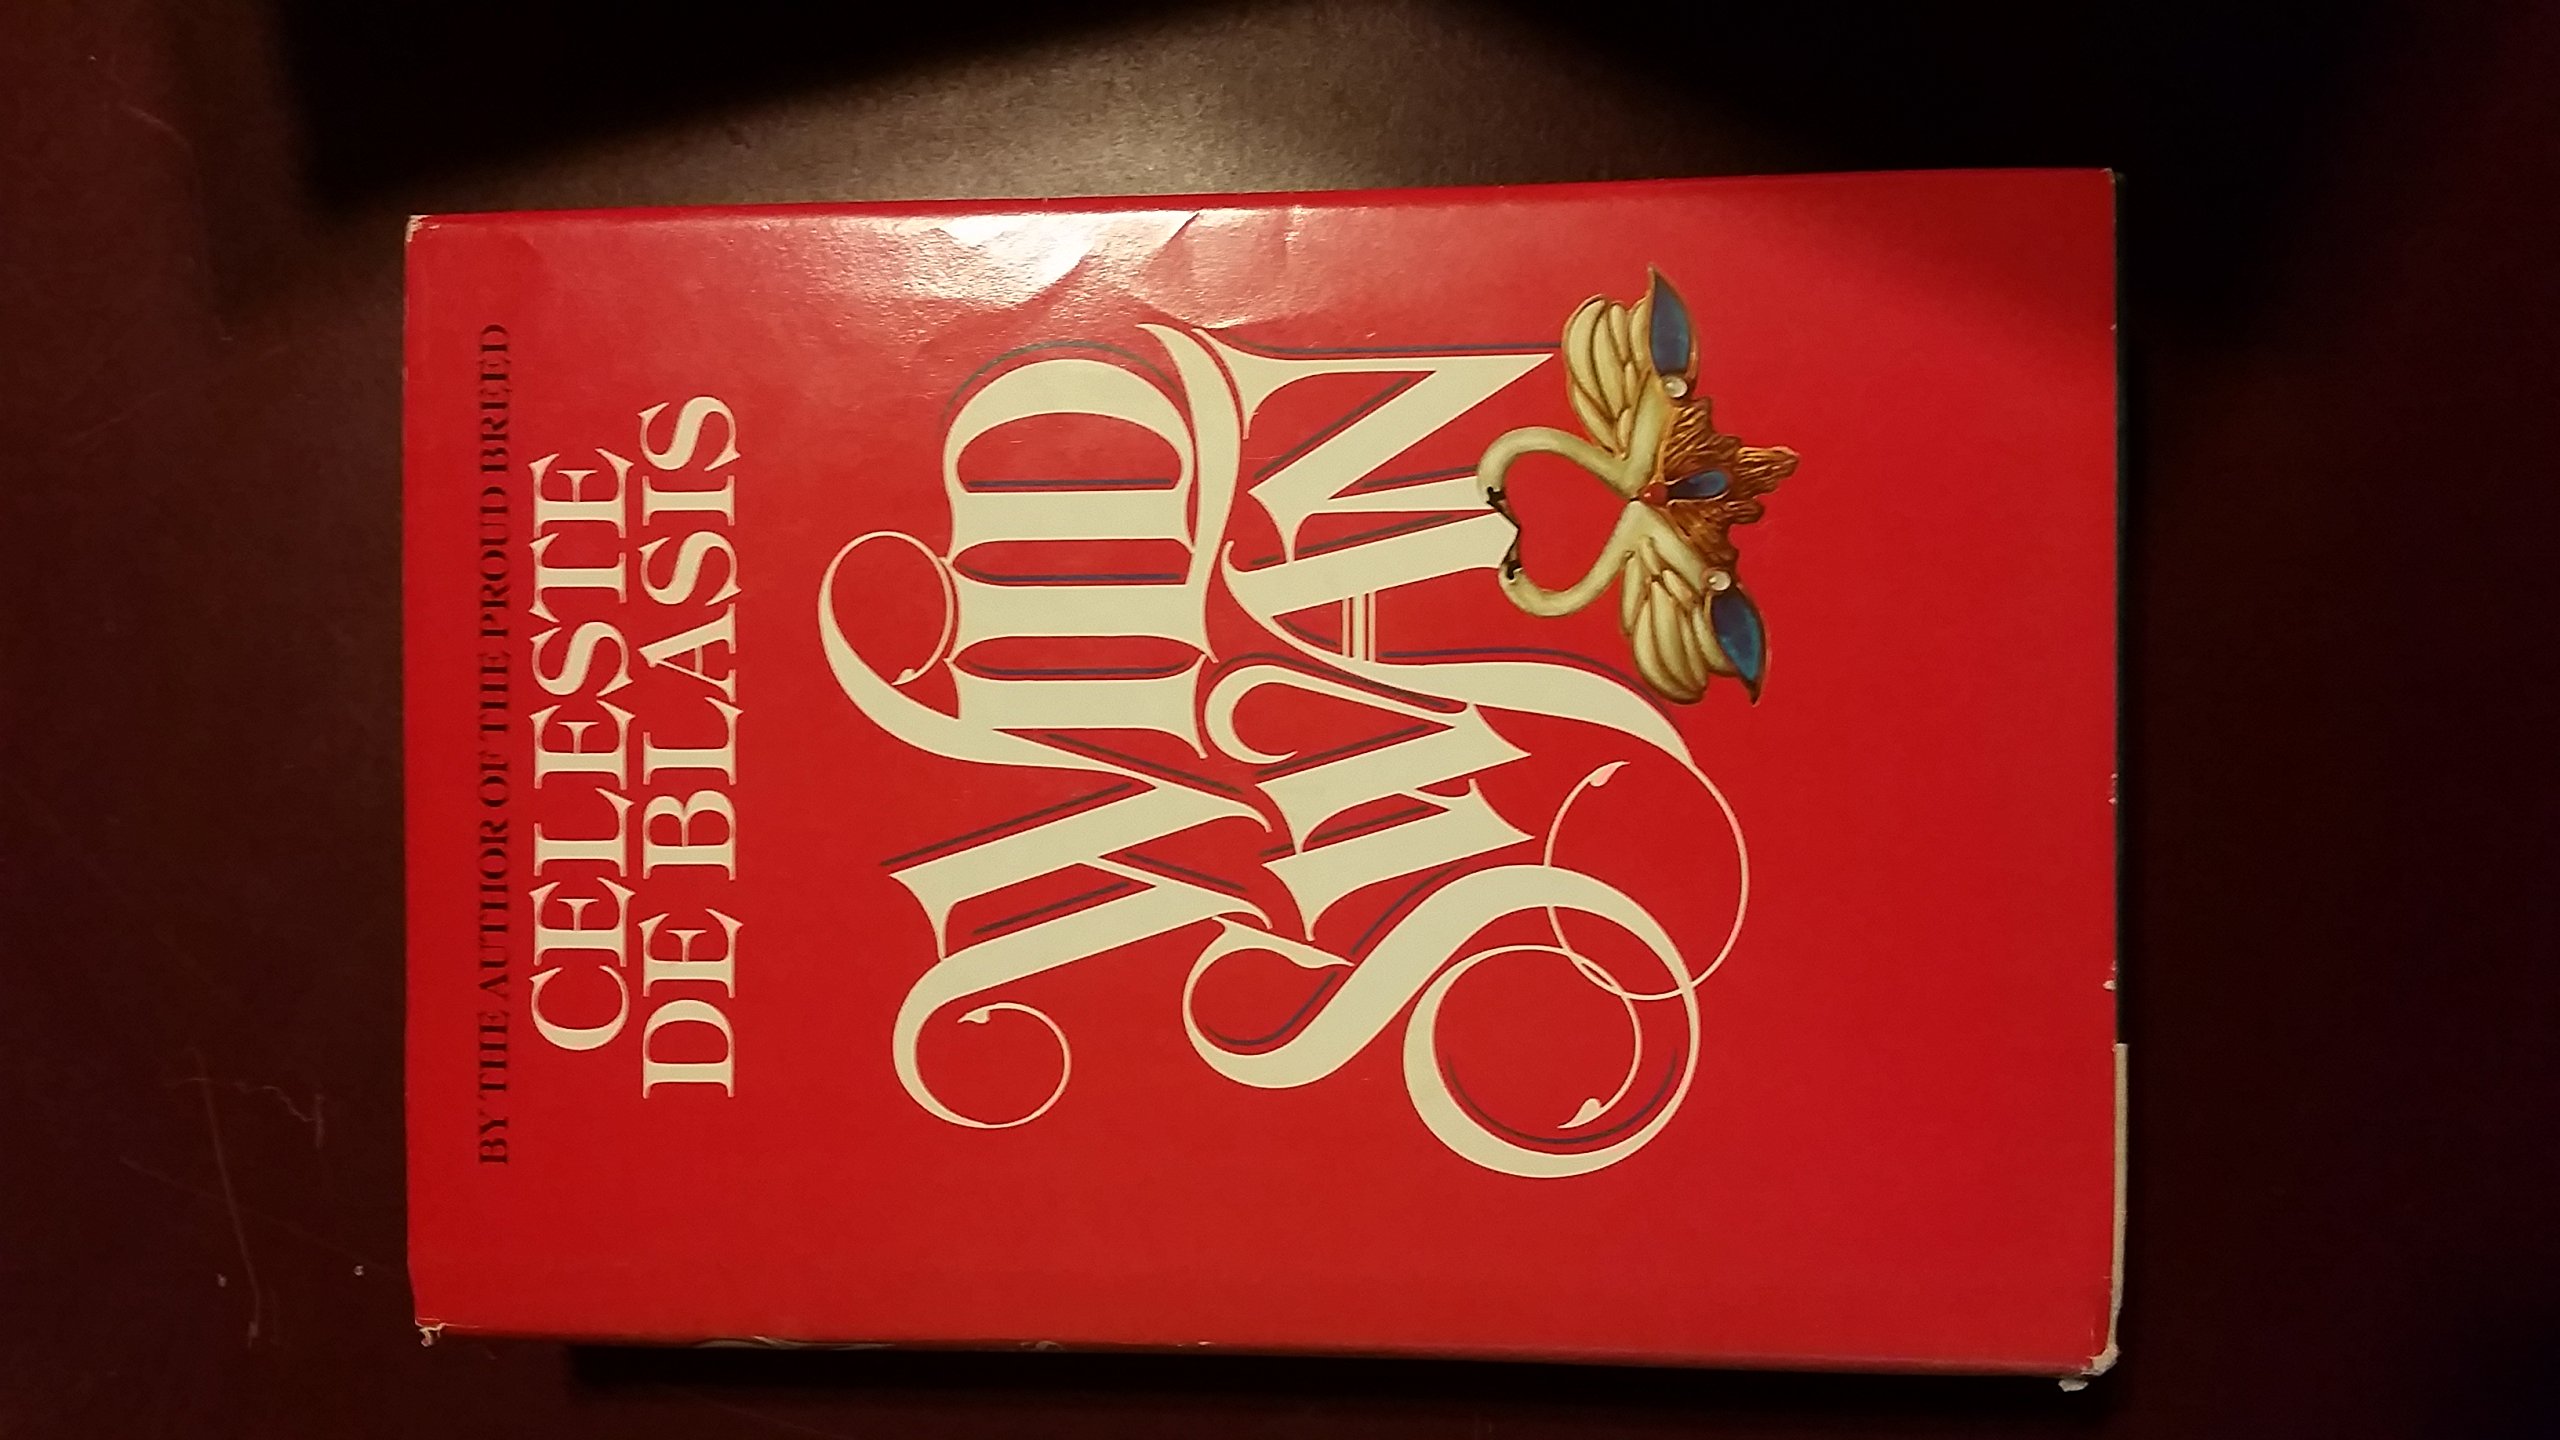 BY THE AUTHOR OF THE PROUD BREED
CELESTE
DE BLASIS
WILD
SWAN